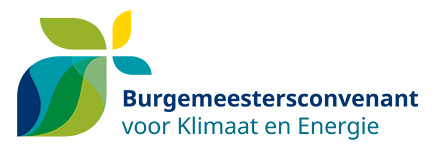 Burgemeestersconvenant
voor Klimaat en Energie